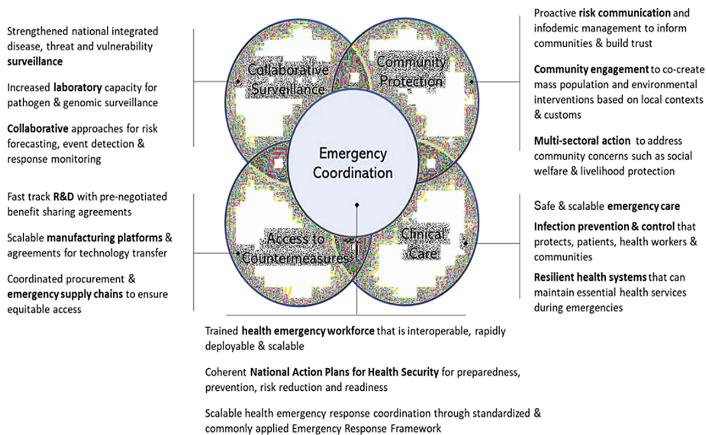 Strengthened national integrated
disease, threat and vulnerability
surveillance
Increased laboratory capacity for
pathogen & genomic surveillance
Collaborative approaches for risk
forecasting, event detection &
response monitoring
Collaborative
Surveillance
Community
Protection
Proactive risk communication and
infodemic management to inform
communities & build trust
Community engagement to co-create
mass population and environmental
interventions based on local contexts
& customs
Multi-sectoral action to address
community concerns such as social
welfare & livelihood protection
Emergency
Coordination
Fast track R&D with pre-negotiated
benefit sharing agreements
Scalable manufacturing platforms &
agreements for technology transfer
Coordinated procurement &
emergency supply chains to ensure
equitable access
Access to
Countermeasures
Clinical
Care
Safe & scalable emergency care
Infection prevention & control that
protects, patients, health workers &
communities
Resilient health systems that can
maintain essential health services
during emergencies
Trained health emergency workforce that is interoperable, rapidly
deployable & scalable
Coherent National Action Plans for Health Security for preparedness,
prevention, risk reduction and readiness
Scalable health emergency response coordination through standardized &
commonly applied Emergency Response Framework